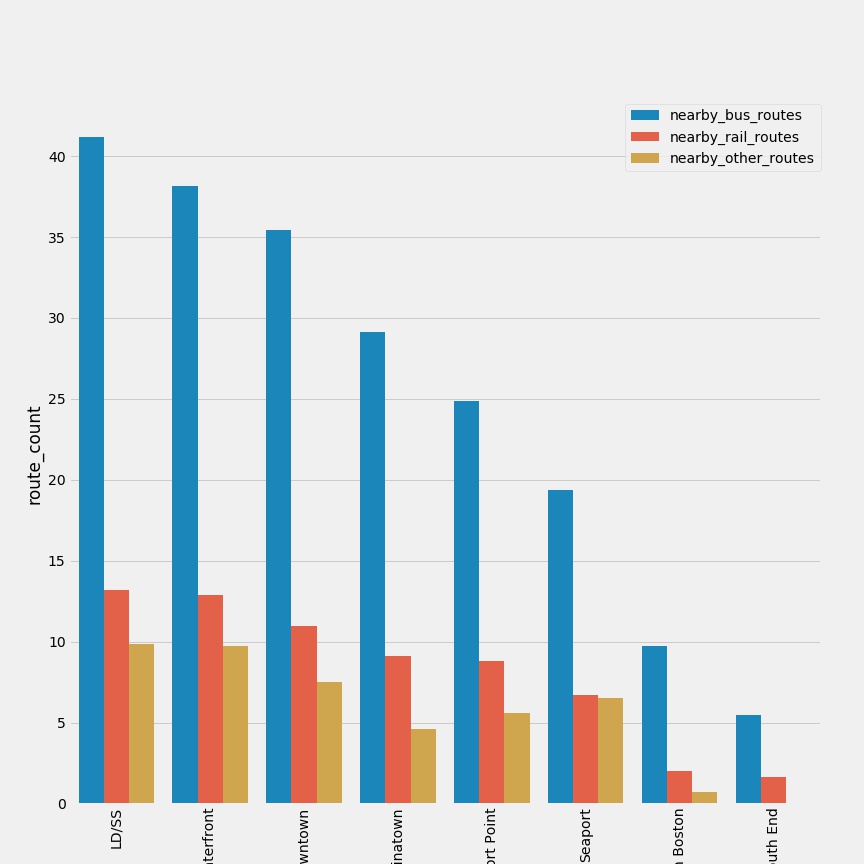 nearby_bus_routes
nearby_rail_routes
nearby_other_routes
route_count
40
35
30
25
20
15
10
5
0
LD/SS
terfront
wntown
inatown
ort Point
Seaport
Boston
uth End